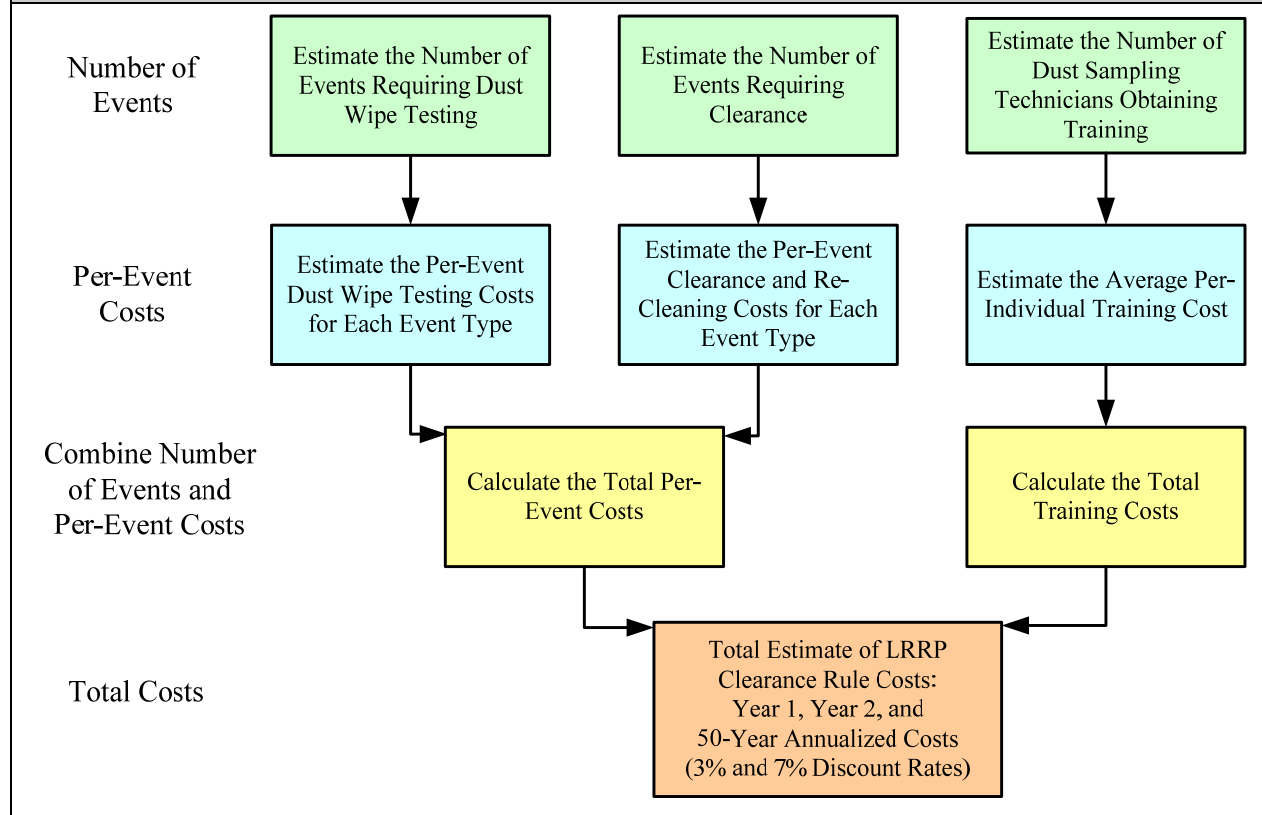 Number of
Events
Estimate the Number of
Events Requiring Dust
Wipe Testing
Estimate the Number of
Events Requiring
Clearance
Estimate the Number of
Dust Sampling
Technicians Obtaining
Training
Per-Event
Costs
Estimate the Per-Event
Dust Wipe Testing Costs
for Each Event Type
Estimate the Per-Event
Clearance and Re-
Cleaning Costs for Each
Event Type
Estimate the Average Per-
Individual Training Cost
Combine Number
of Events and
Per-Event Costs
Calculate the Total Per-
Event Costs
Calculate the Total
Training Costs
Total Costs
Total Estimate of LRRP
Clearance Rule Costs:
Year 1, Year 2, and
50-Year Annualized Costs
(3% and 7% Discount Rates)